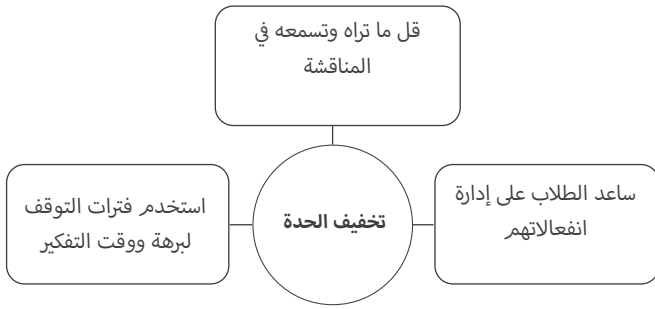 قل ما تراه وتسمعه في
المناقشة
ساعد الطلاب على إدارة
انفعالاتهم
تخفيف الحدة
استخدم فترات التوقف
لبرهة ووقت التفكير